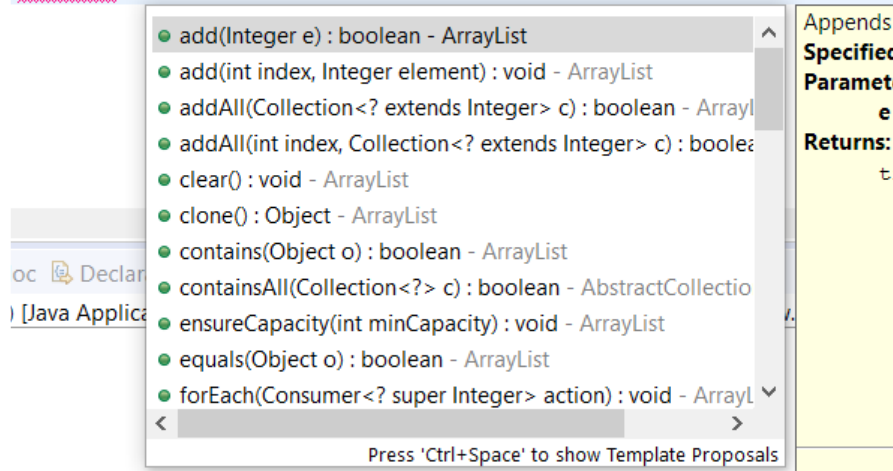 add(Integer e) : boolean - ArrayList
add(int index, Integer element) : void - ArrayList
addAll(Collection<? extends Integer> c) : boolean - Arrayl
addAll(int index, Collection<? extends Integer> c) : boolea
clear() : void - ArrayList
clone() : Object - ArrayList
contains(Object o) : boolean - ArrayList
containsAll(Collection<?> c) : boolean - AbstractCollectio
ensureCapacity(int minCapacity) : void - ArrayList
equals(Object o) : boolean - ArrayList
forEach(Consumer<? super Integer> action) : void - ArrayL
Press 'Ctrl+Space' to show Template Proposals
Appends
Specified
Paramet
e
Returns:
t
oc Declar
) [Java Applica